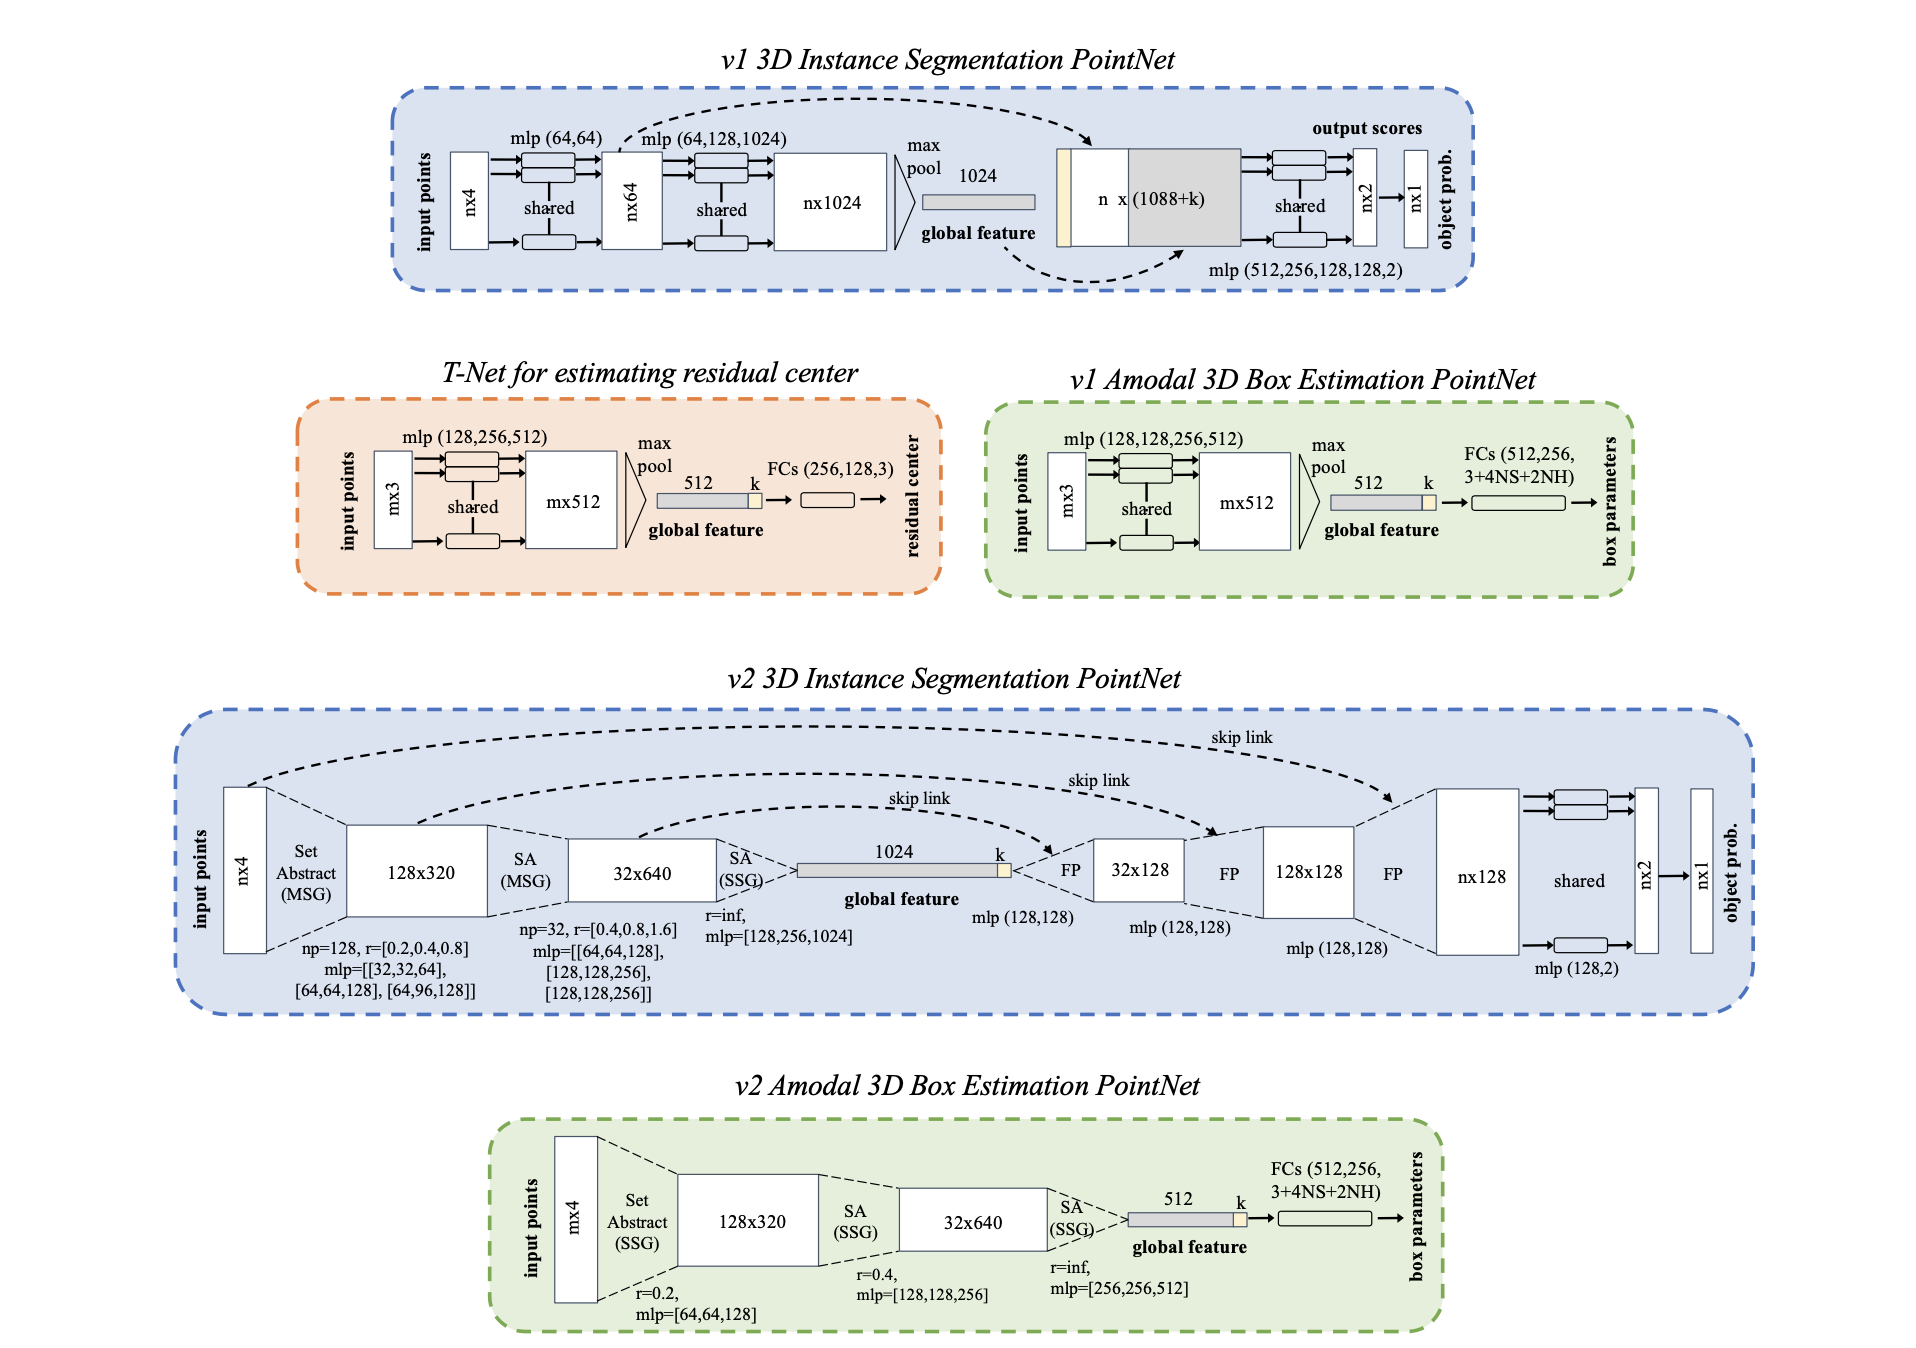 v1 3D Instance Segmentation PointNet
input points
nx4
mlp (64,64)
shared
nx64
mlp (64,128,1024)
shared
nx1024
max
pool
1024
global feature
n x (1088+k)
shared
mlp (512,256,128,128,2)
output scores
nx2
nx1
object prob.
T-Net for estimating residual center
input points
mx3
mlp (128,256,512)
shared
mx512
max
pool
512
k
global feature
FCs (256,128,3)
residual center
v1 Amodal 3D Box Estimation PointNet
input points
mx3
mlp (128,128,256,512)
shared
mx512
max
pool
512
k
global feature
FCs (512,256,
3+4NS+2NH)
box parameters
v2 3D Instance Segmentation PointNet
input points
nx4
Set
Abstract
(MSG)
np=128, r=[0.2,0.4,0.8]
mlp=[[32,32,64],
[64,64,128], [64,96,128]]
128x320
SA
(MSG)
np=32, r=[0.4,0.8,1.6]
mlp=[[64,64,128],
[128,128,256],
[128,128,256]]
32x640
SA
(SSG)
r=inf,
mlp=[128,256,1024]
1024
k
global feature
skip link
skip link
skip link
FP
mlp (128,128)
32x128
FP
mlp (128,128)
128x128
FP
mlp (128,128)
nx128
shared
mlp (128,2)
nx2
nx1
object prob.
v2 Amodal 3D Box Estimation PointNet
input points
mx4
Set
Abstract
(SSG)
r=0.2,
mlp=[64,64,128]
128x320
SA
(SSG)
r=0.4,
mlp=[128,128,256]
32x640
SA
(SSG)
r=inf,
mlp=[256,256,512]
512
k
global feature
FCs (512,256,
3+4NS+2NH)
box parameters